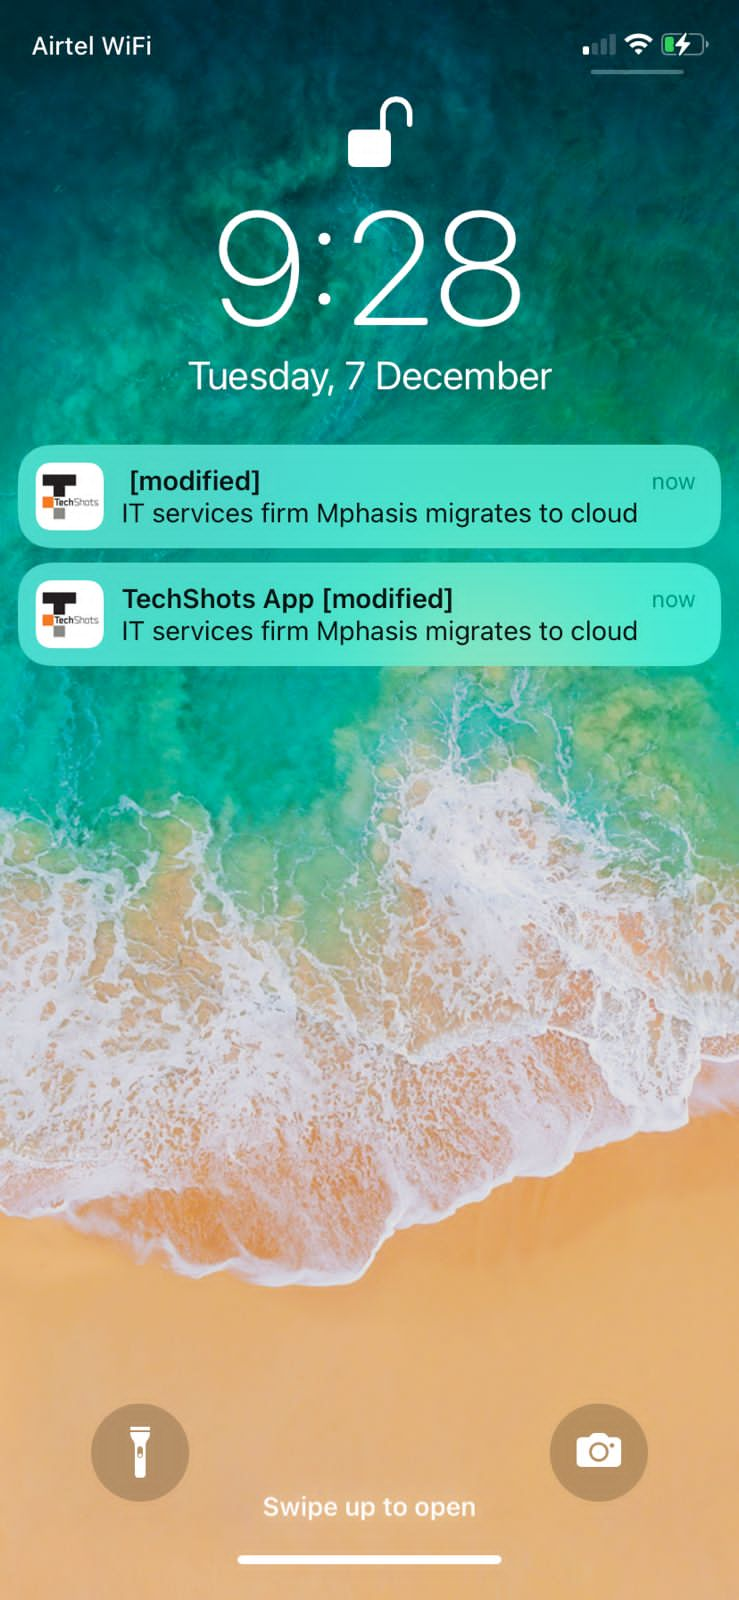 Airtel WiFi
9:28
Tuesday, 7 December
[modified]
now
TechShots
IT services firm Mphasis migrates to cloud
TechShots App [modified]
now
TechShots
IT services firm Mphasis migrates to cloud
Swipe up to open